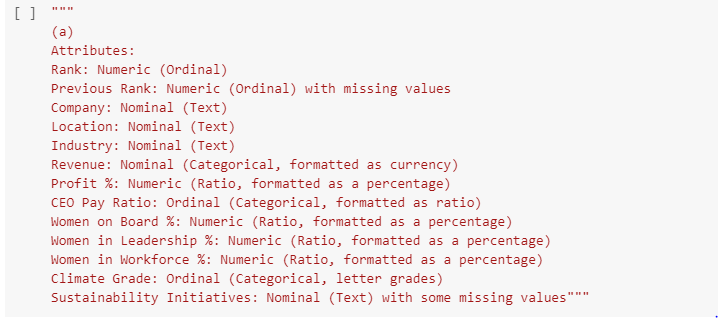 [ ] """
(a)
Attributes:
Rank: Numeric (Ordinal)
Previous Rank: Numeric (Ordinal) with missing values
Company: Nominal (Text)
Location: Nominal (Text)
Industry: Nominal (Text)
Revenue: Nominal (Categorical, formatted as currency)
Profit %: Numeric (Ratio, formatted as a percentage)
CEO Pay Ratio: Ordinal (Categorical, formatted as ratio)
Women on Board %: Numeric (Ratio, formatted as a percentage)
Women in Leadership %: Numeric (Ratio, formatted as a percentage)
Women in Workforce %: Numeric (Ratio, formatted as a percentage)
Climate Grade: Ordinal (Categorical, letter grades)
Sustainability Initiatives: Nominal (Text) with some missing values"""